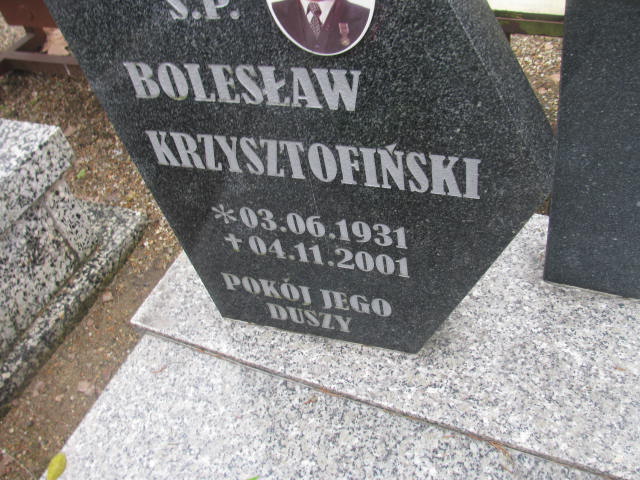 Ś.P.
BOLESŁAW
KRZYSZTOFIŃSKI
*03.06.1931
+04.11.2001
POKÓJ JEGO
DUSZY